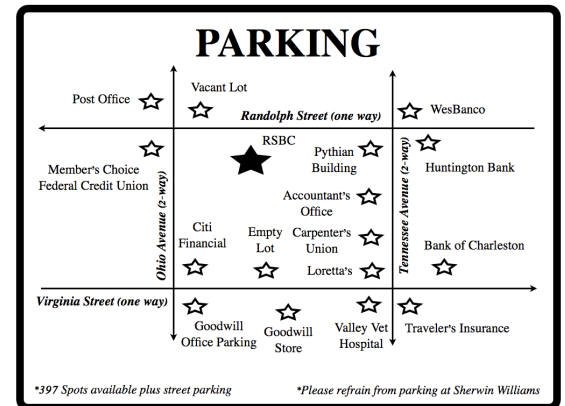 PARKING
Post Office
Vacant Lot
Randolph Street (one way)
WesBanco
RSBC
Member's Choice
Federal Credit Union
Pythian
Building
Huntington Bank
Ohio Avenue (2-way)
Accountant's
Office
Tennessee Avenue (2-way)
Citi
Financial
Empty
Lot
Carpenter's
Union
Bank of Charleston
Loretta's
Virginia Street (one way)
Goodwill
Office Parking
Goodwill
Store
Valley Vet
Hospital
Traveler's Insurance
*397 Spots available plus street parking
*Please refrain from parking at Sherwin Williams